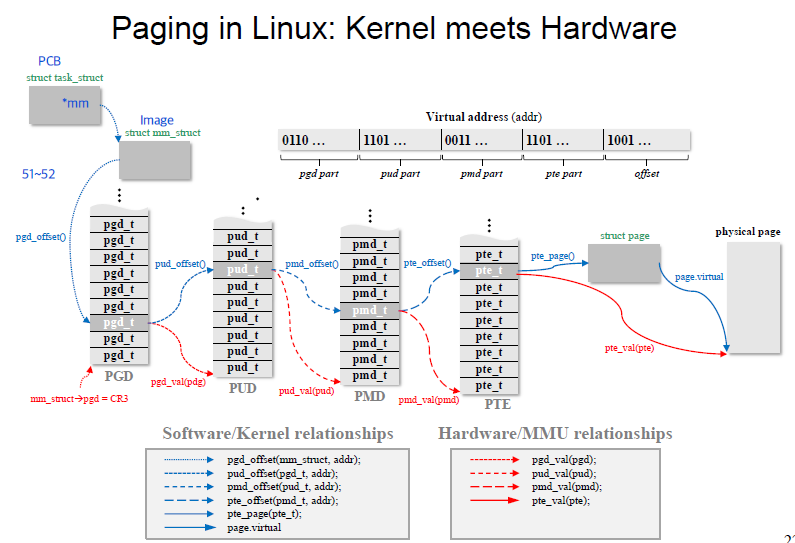 Paging in Linux: Kernel meets Hardware
PCB
struct task_struct
*mm
Image
struct mm_struct
51~52
Virtual address (addr)
0110 … 1101 … 0011 … 1101 … 1001 …
pgd part pud part pmd part pte part offset
pgd_offset()
pgd_t
pgd_t
pgd_t
pgd_t
pgd_t
pgd_t
pgd_t
pgd_t
pgd_t
PGD
mm_struct→pgd = CR3
pud_offset()
pgd_val(pdg)
pud_t
pud_t
pud_t
pud_t
pud_t
pud_t
pud_t
pud_t
pud_t
PUD
pmd_offset()
pud_val(pud)
pmd_t
pmd_t
pmd_t
pmd_t
pmd_t
pmd_t
pmd_t
pmd_t
pmd_t
PMD
pte_offset()
pmd_val(pmd)
pte_t
pte_t
pte_t
pte_t
pte_t
pte_t
pte_t
pte_t
pte_t
PTE
pte_page()
struct page
page.virtual
pte_val(pte)
physical page
Software/Kernel relationships
pgd_offset(mm_struct, addr);
pud_offset(pgd_t, addr);
pmd_offset(pud_t, addr);
pte_offset(pmd_t, addr);
pte_page(pte_t);
page.virtual
Hardware/MMU relationships
pgd_val(pgd);
pud_val(pud);
pmd_val(pmd);
pte_val(pte);